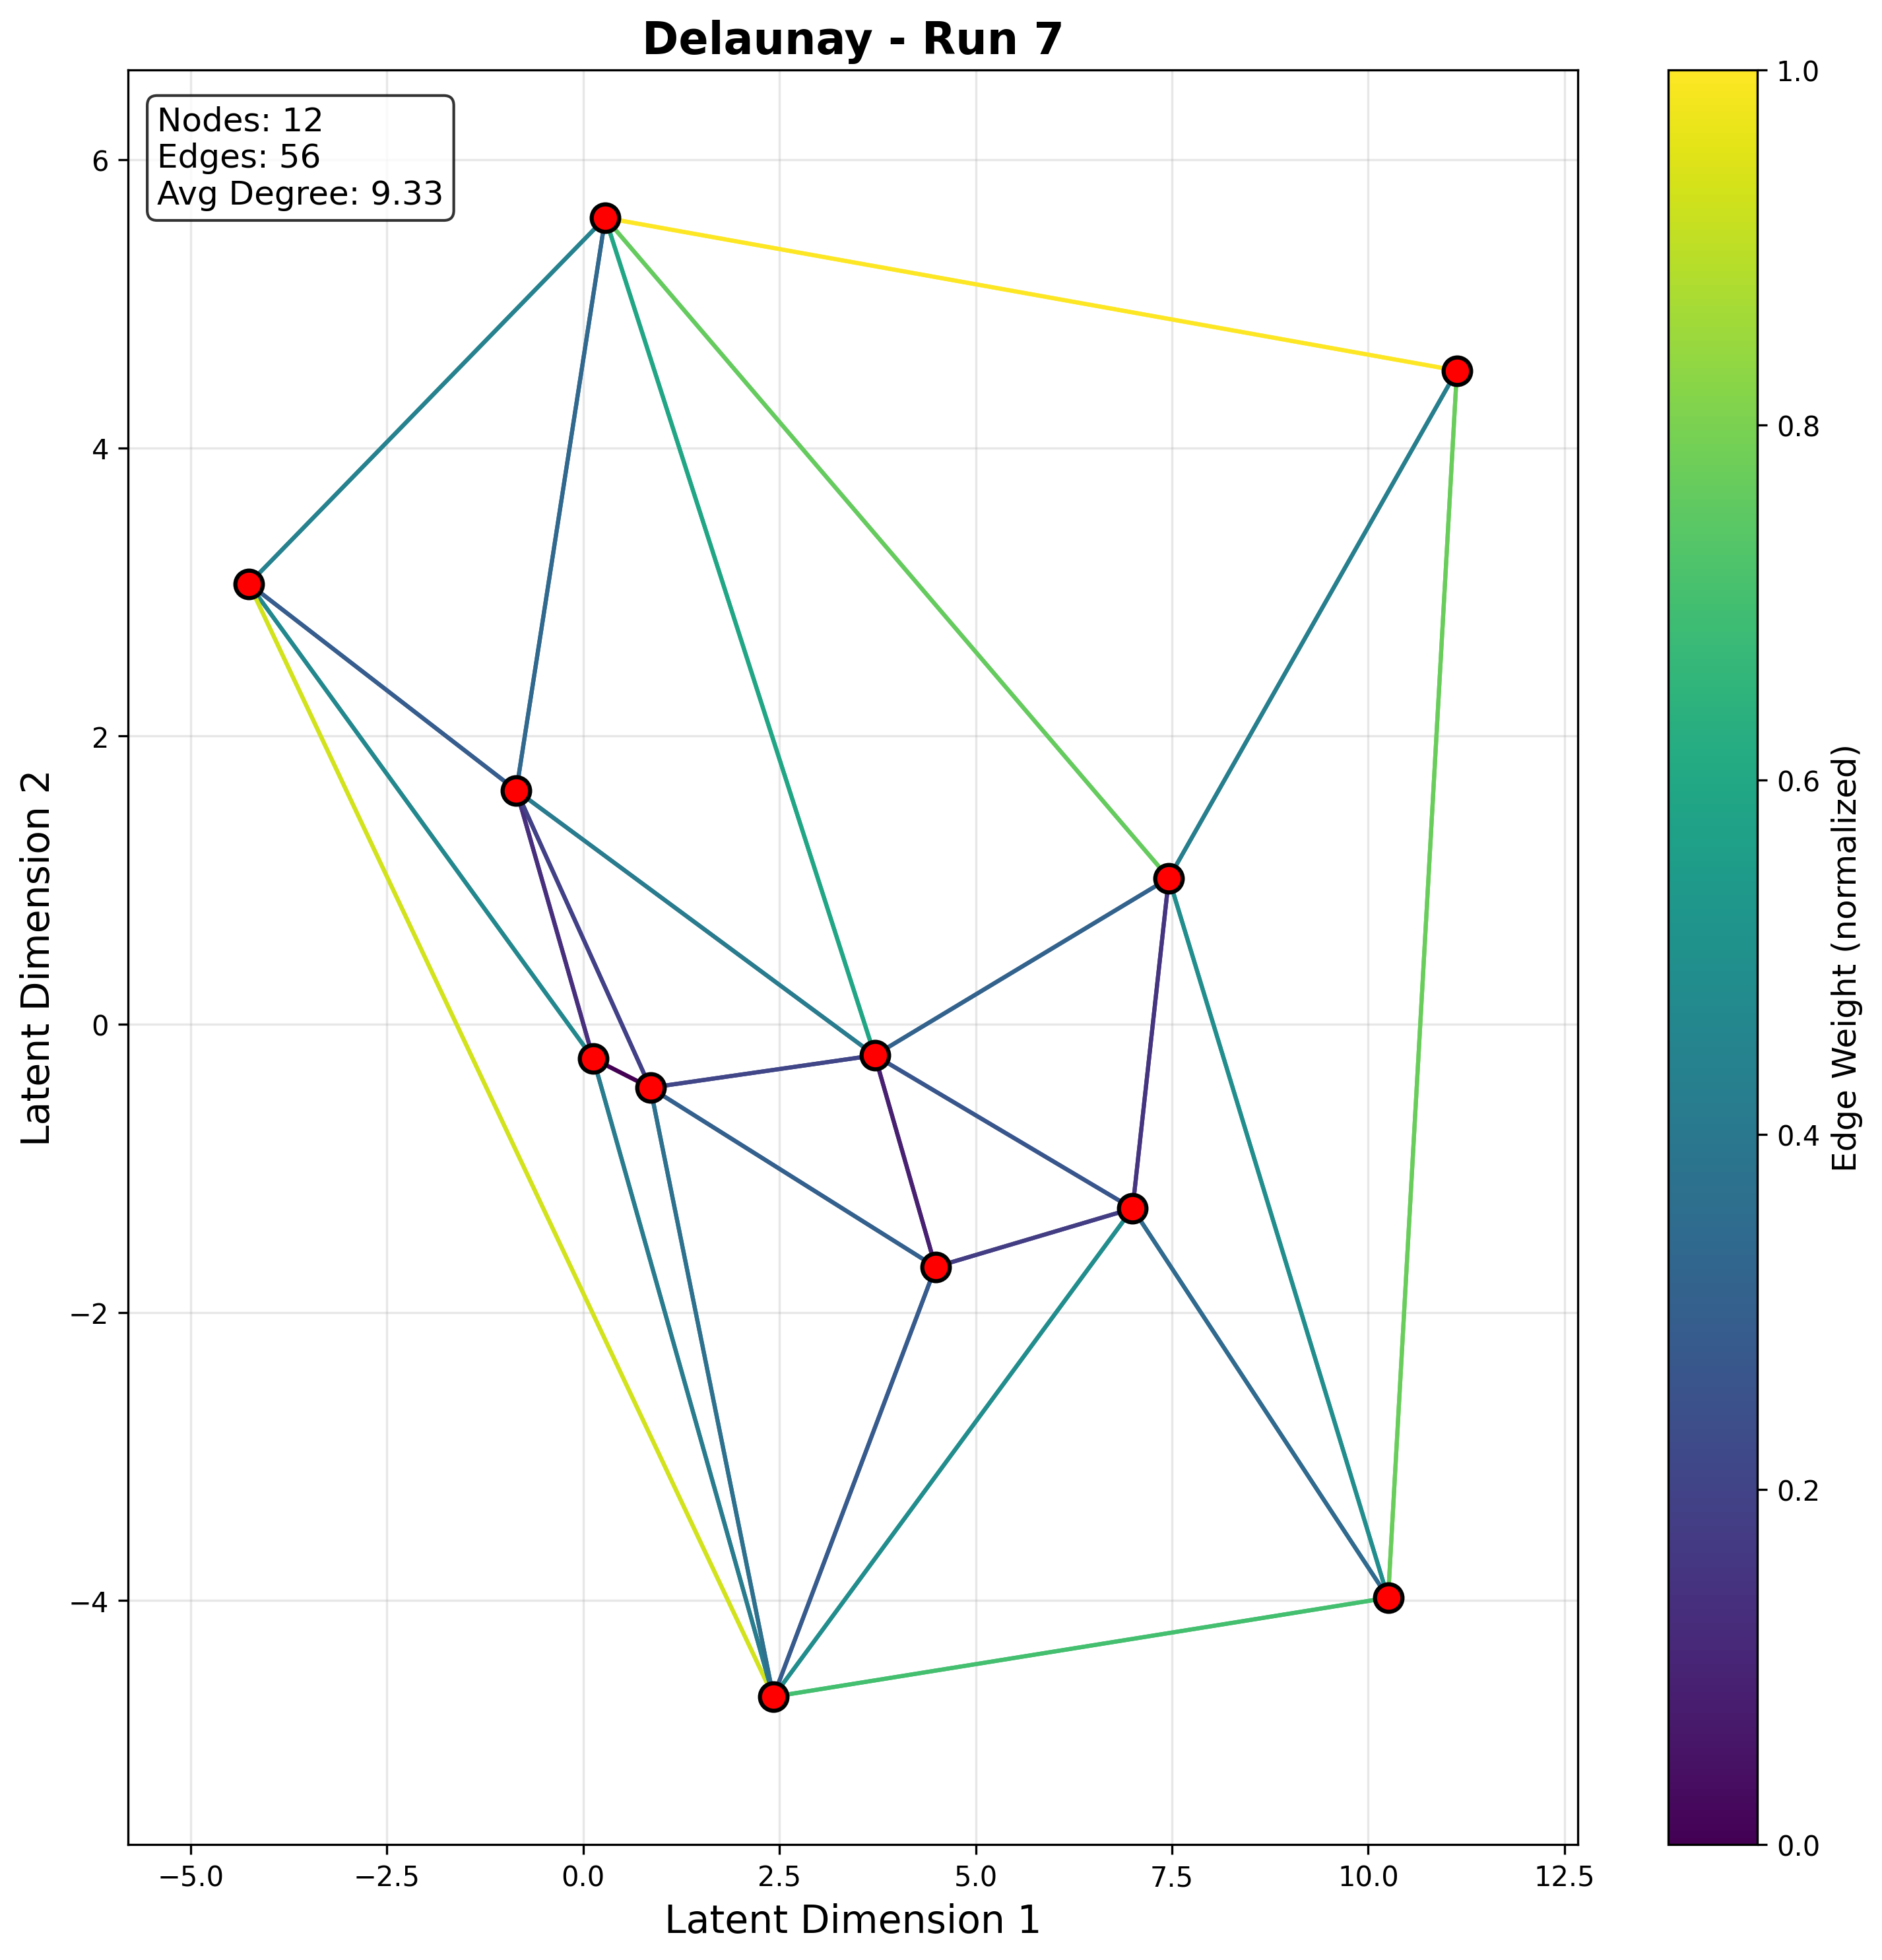 Delaunay - Run 7
Nodes: 12
Edges: 56
Avg Degree: 9.33
6
4
2
0
−2
−4
Latent Dimension 2
−5.0
−2.5
0.0
2.5
5.0
7.5
10.0
12.5
Latent Dimension 1
1.0
0.8
0.6
0.4
0.2
0.0
Edge Weight (normalized)